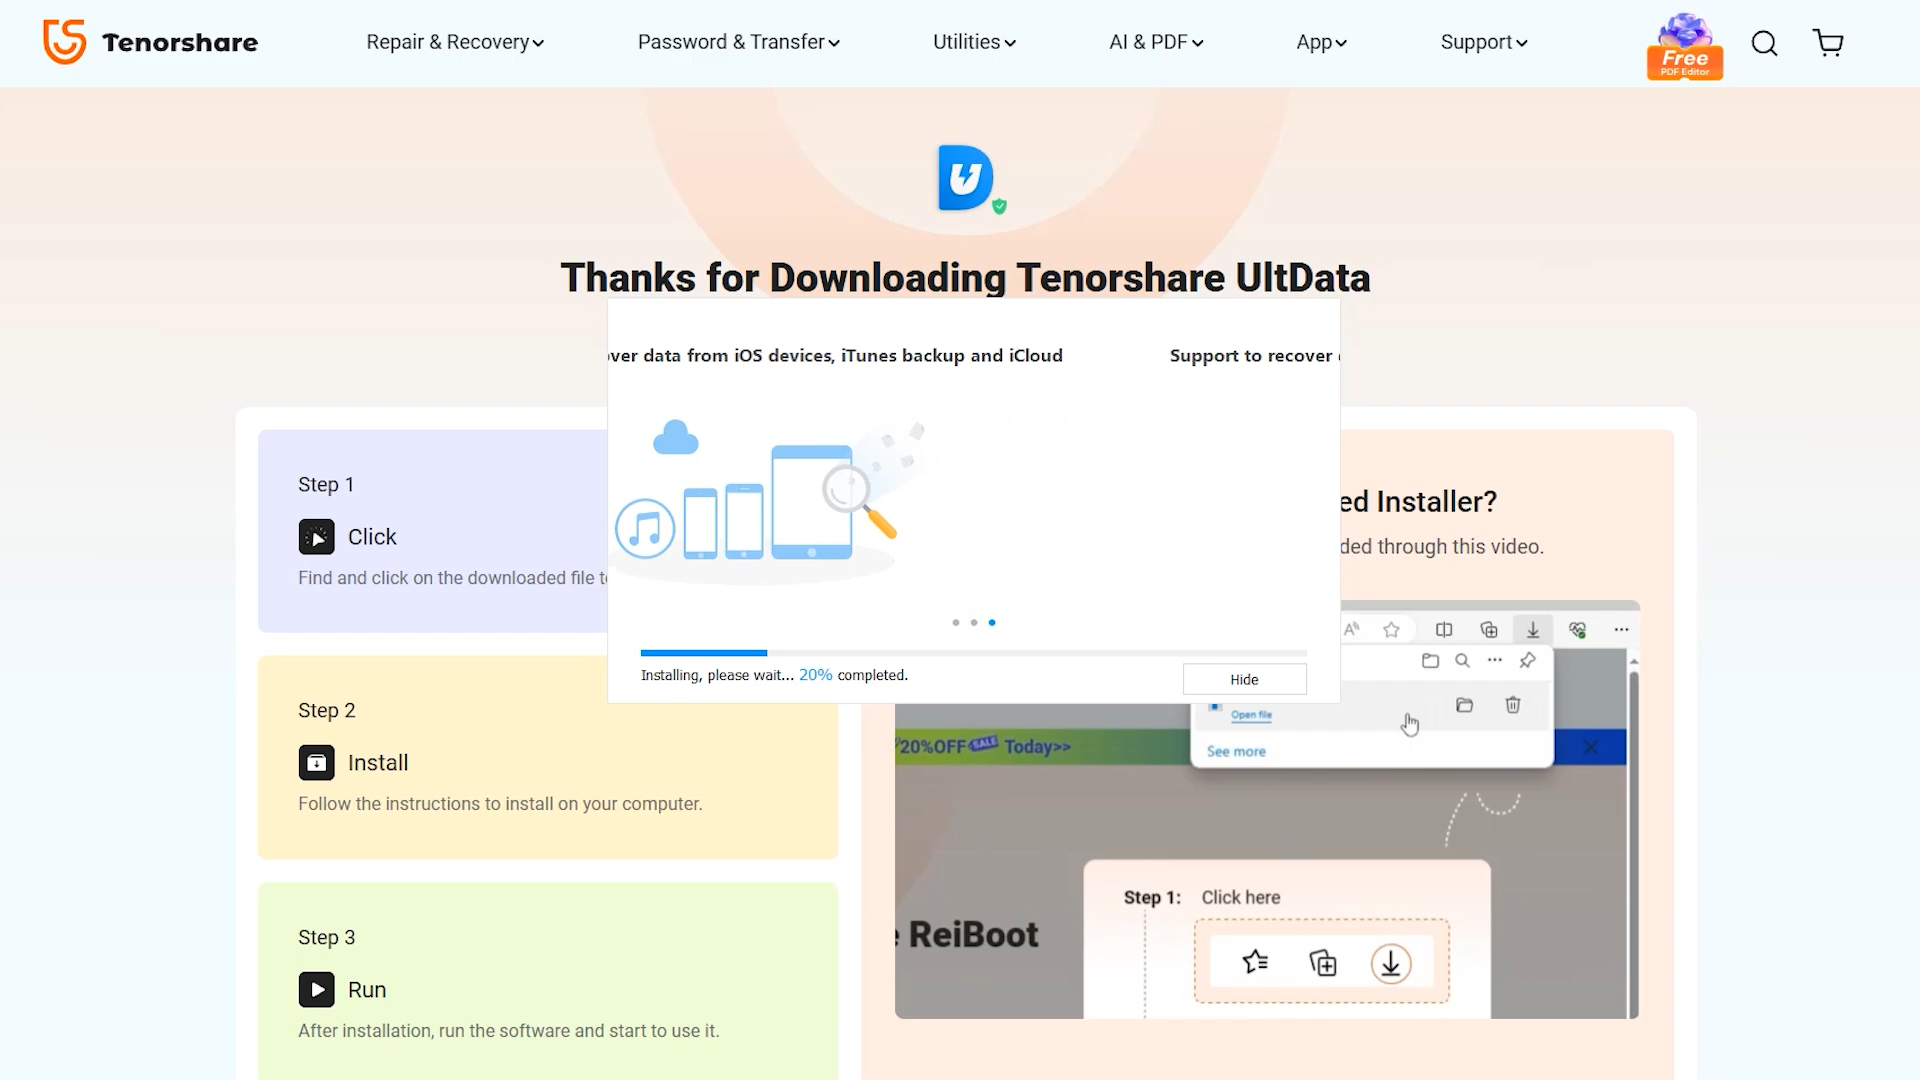 Tenorshare
Repair & Recovery
Password & Transfer
Utilities
AI & PDF
App
Support
Free
PDF Editor
Thanks for Downloading Tenorshare UltData
ver data from iOS devices, iTunes backup and iCloud
Support to recover
Installing, please wait... 20% completed.
Hide
Step 1
Click
Find and click on the downloaded file to
Step 2
Install
Follow the instructions to install on your computer.
Step 3
Run
After installation, run the software and start to use it.
ed Installer?
ded through this video.
Open file
See more
20%OFF SALE Today>>
e ReiBoot
Step 1: Click here